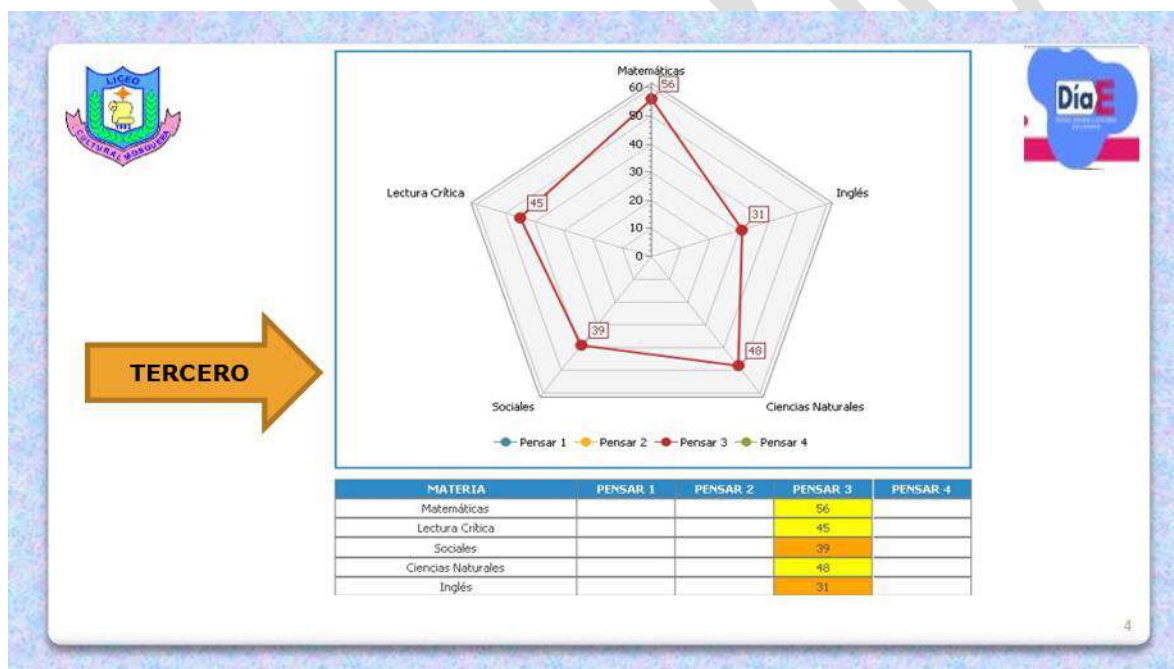 LICEO
CULTURAL MOSQUERA
Día E
Matemáticas
56
60
50
40
30
20
10
0
Lectura Crítica
45
Inglés
31
39
48
Sociales
Ciencias Naturales
Pensar 1 Pensar 2 Pensar 3 Pensar 4
TERCERO
MATERIA PENSAR 1 PENSAR 2 PENSAR 3 PENSAR 4
Matemáticas 56
Lectura Crítica 45
Sociales 39
Ciencias Naturales 48
Inglés 31
4